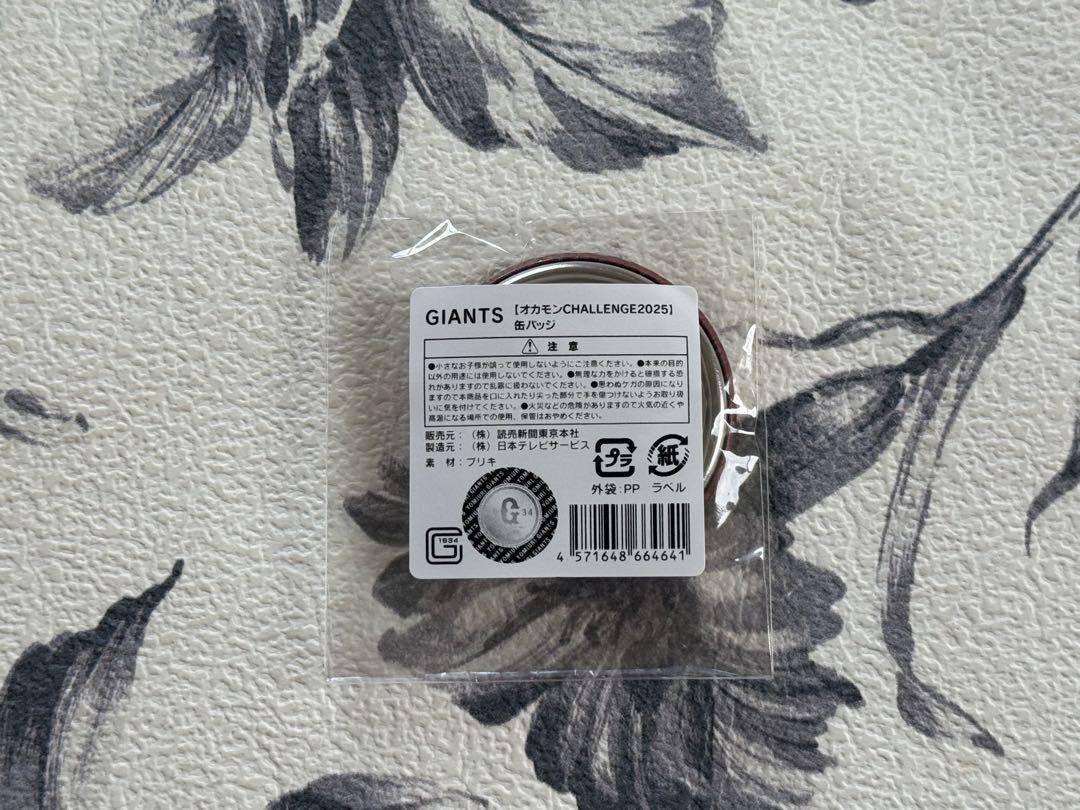 GIANTS
［オカモンCHALLENGE2025］
缶バッジ
注 意
●小さなお子様が誤って使用しないようにご注意ください。●本来の目的
以外の用途には使用しないでください。●無理な力をかけると破損する恐
れがありますので乱暴に扱わないでください。●思わぬケガの原因になり
ますので本商品を口に入れたり尖った部分で手を傷つけないようお取り扱
いに気を付けてください。●火災などの危険がありますので火気の近くや
高温になる場所での使用、保管はおやめください。
販売元：（株）読売新聞東京本社
製造元：（株）日本テレビサービス
素 材：ブリキ
プラ
紙
外袋：PP ラベル
G 34
YOMIURI GIANTS
G 1934
4 571648 664641